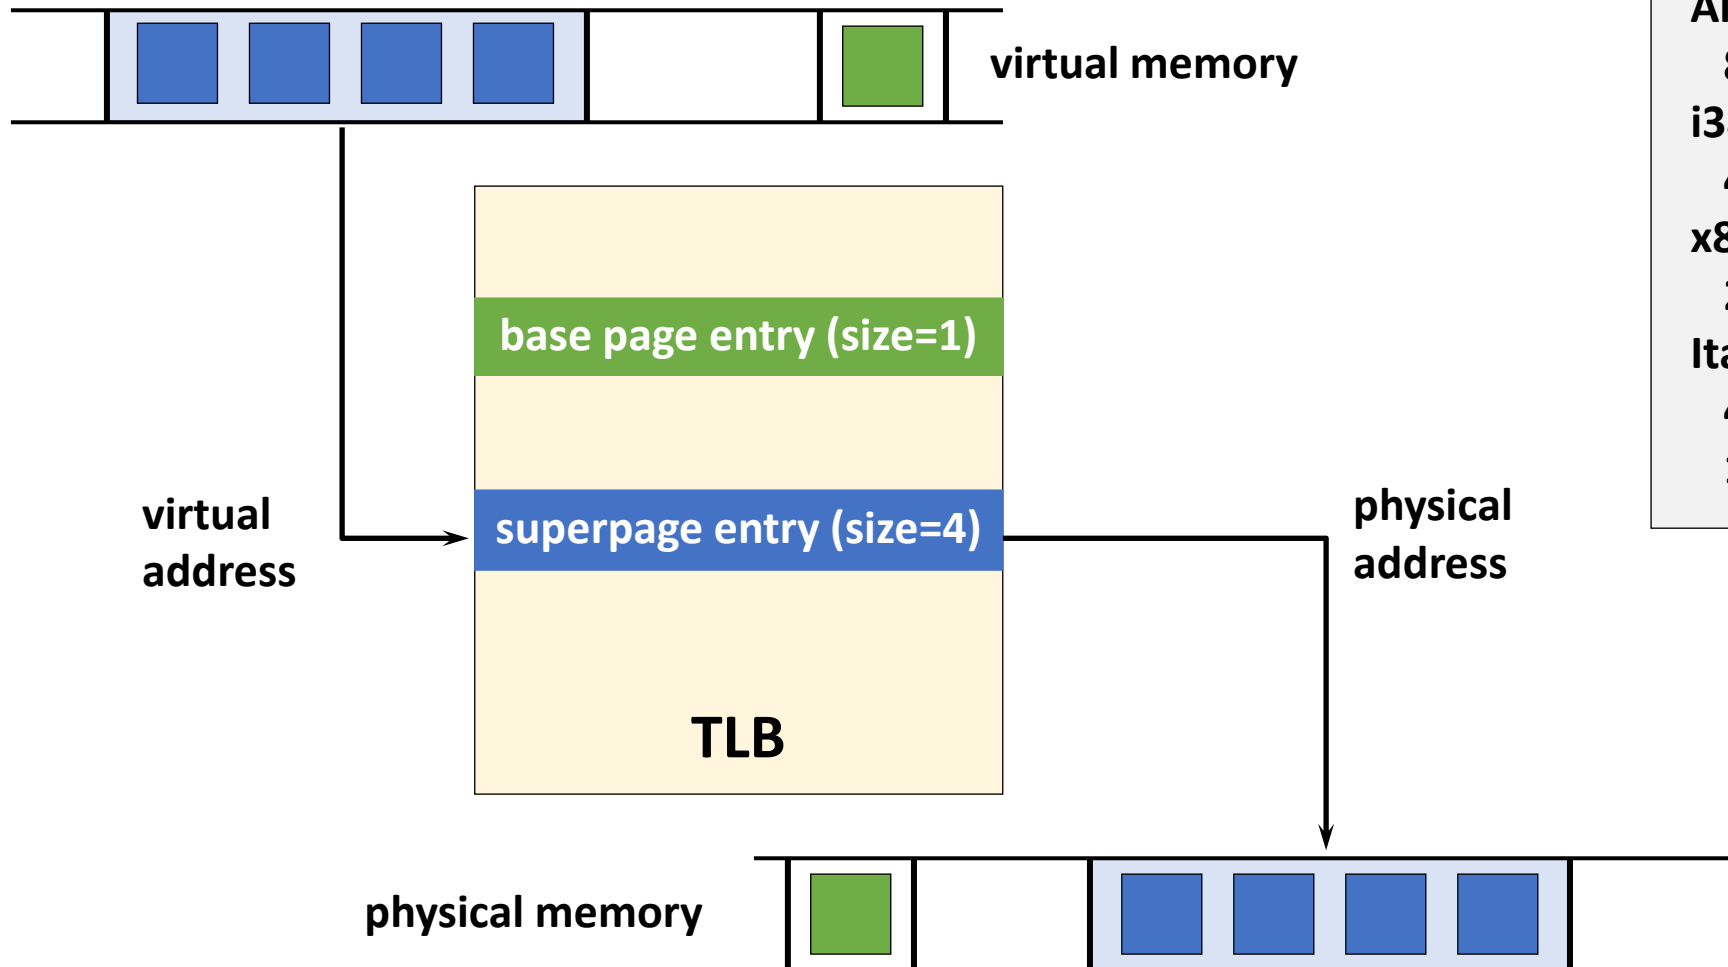 virtual memory
base page entry (size=1)
superpage entry (size=4)
virtual
address
physical
address
TLB
physical memory